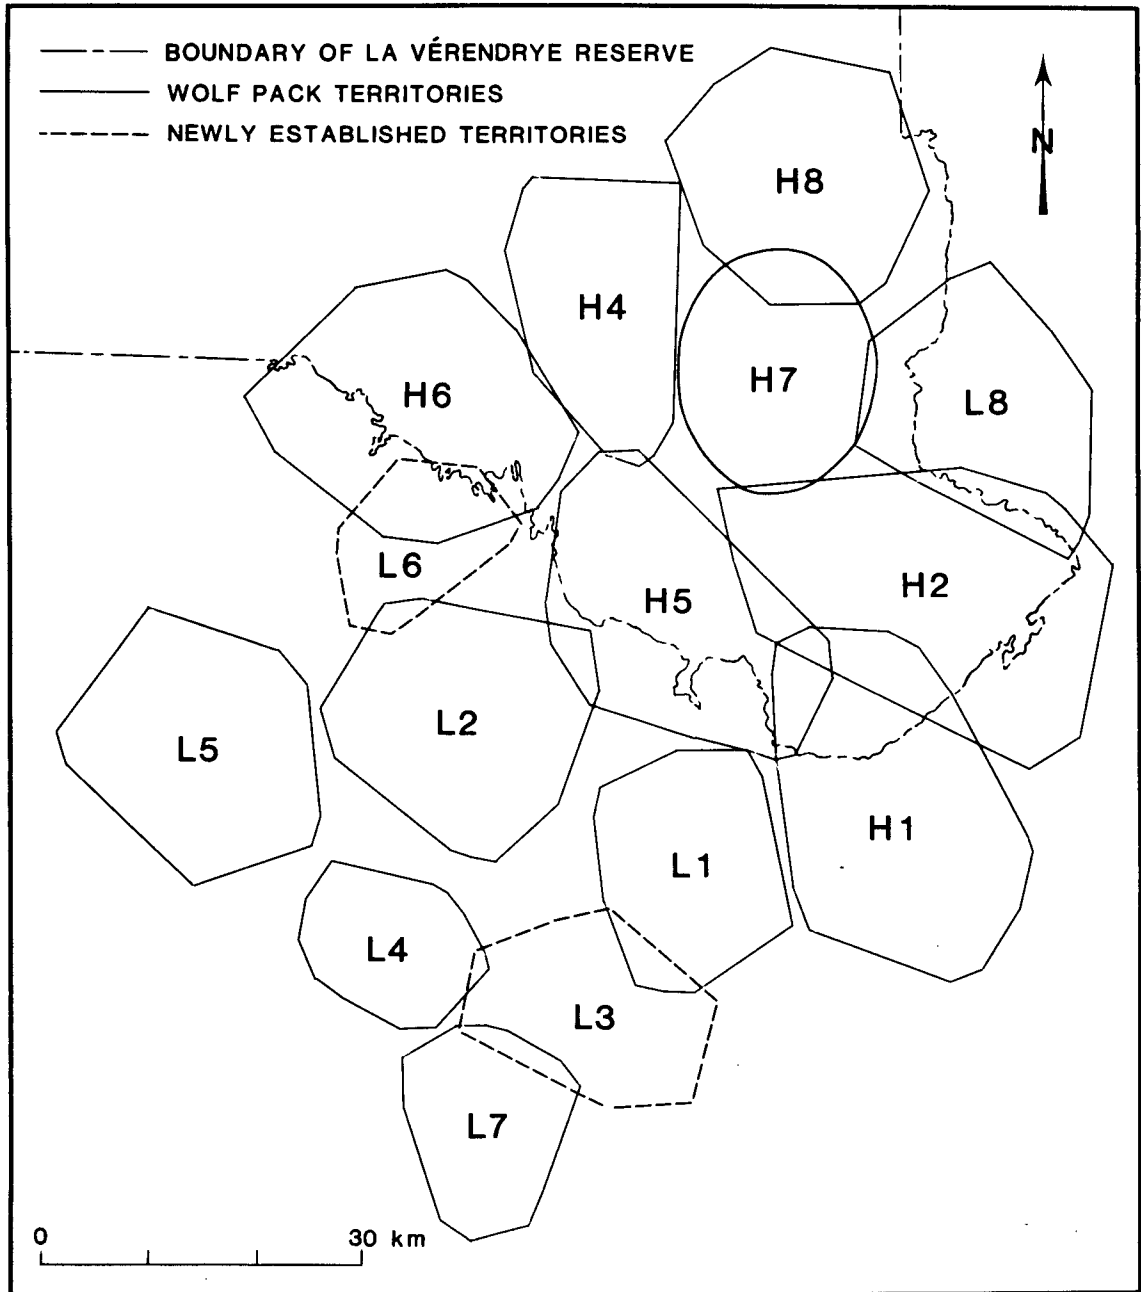 BOUNDARY OF LA VÉRENDRYE RESERVE
WOLF PACK TERRITORIES
NEWLY ESTABLISHED TERRITORIES
N
H8
H4
H7
H6
L8
L6
H5
H2
L5
L2
H1
L1
L4
L3
L7
0 30 km